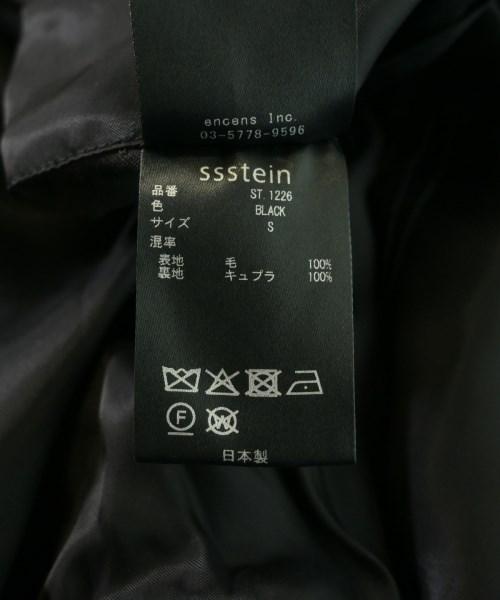 encens Inc.
03-5778-9596
ssstein
品番 ST.1226
色 BLACK
サイズ S
混率
表地 毛 100%
裏地 キュプラ 100%
F W
日本製